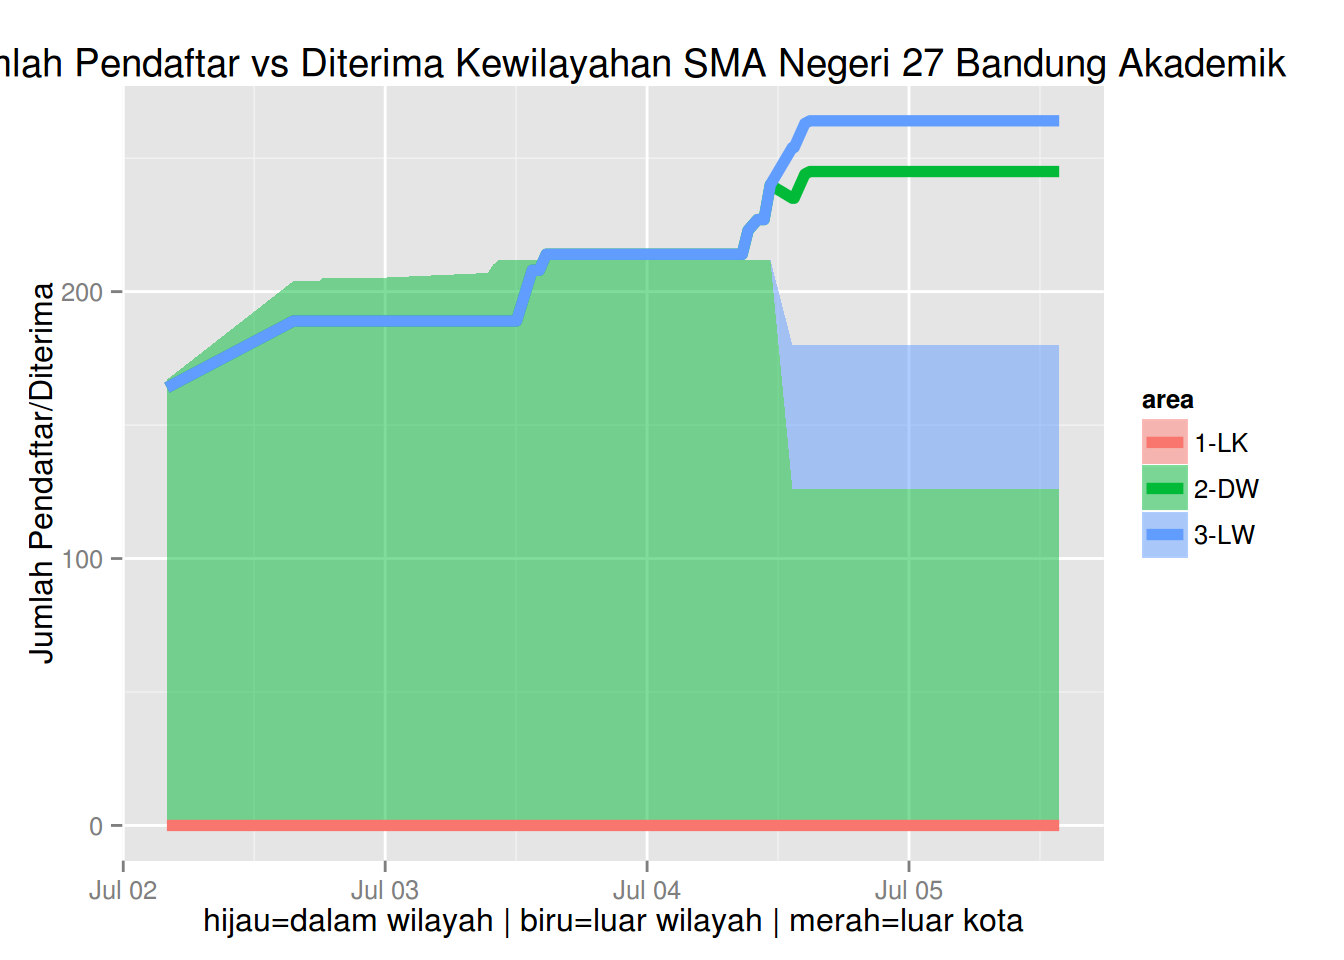 mlah Pendaftar vs Diterima Kewilayahan SMA Negeri 27 Bandung Akademik
Jumlah Pendaftar/Diterima
200
100
0
Jul 02
Jul 03
Jul 04
Jul 05
hijau=dalam wilayah | biru=luar wilayah | merah=luar kota
area
1-LK
2-DW
3-LW